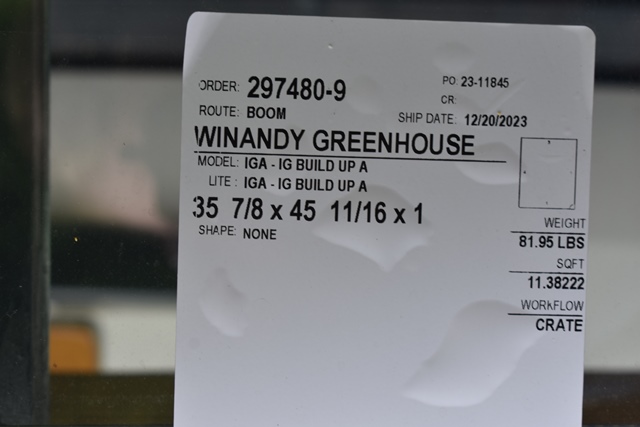 ORDER: 297480-9
PO: 23-11845
CR:
ROUTE: BOOM
SHIP DATE: 12/20/2023
WINANDY GREENHOUSE
MODEL: IGA - IG BUILD UP A
LITE: IGA - IG BUILD UP A
35 7/8 x 45 11/16 x 1
SHAPE: NONE
WEIGHT
81.95 LBS
SQFT
11.38222
WORKFLOW
CRATE